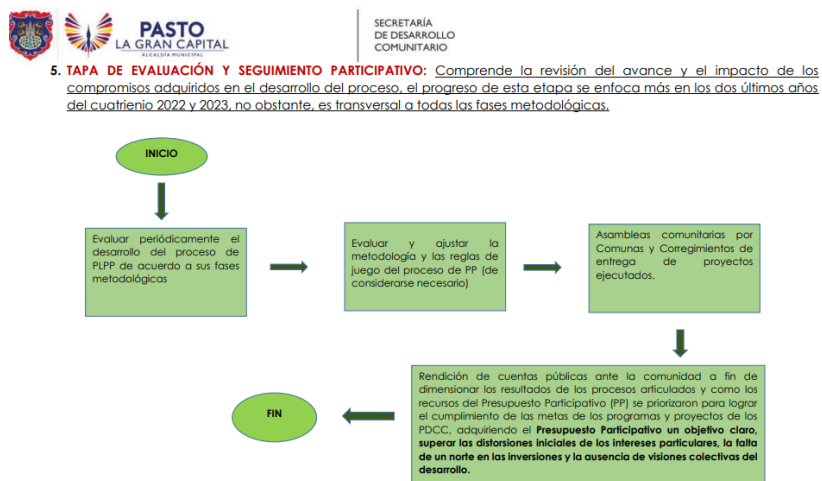 PASTO
LA GRAN CAPITAL
ALCALDÍA MUNICIPAL
SECRETARÍA
DE DESARROLLO
COMUNITARIO
5. TAPA DE EVALUACIÓN Y SEGUIMIENTO PARTICIPATIVO: Comprende la revisión del avance y el impacto de los
compromisos adquiridos en el desarrollo del proceso, el progreso de esta etapa se enfoca más en los dos últimos años
del cuatrienio 2022 y 2023, no obstante, es transversal a todas las fases metodológicas.
INICIO
Evaluar periódicamente el
desarrollo del proceso de
PLPP de acuerdo a sus fases
metodológicas
Evaluar y ajustar la
metodología y las reglas de
juego del proceso de PP (de
considerarse necesario)
Asambleas comunitarias por
Comunas y Corregimientos de
entrega de proyectos
ejecutados.
Rendición de cuentas públicas ante la comunidad a fin de
dimensionar los resultados de los procesos articulados y como los
recursos del Presupuesto Participativo (PP) se priorizaron para lograr
el cumplimiento de las metas de los programas y proyectos de los
PDCC, adquiriendo el Presupuesto Participativo un objetivo claro,
superar las distorsiones iniciales de los intereses particulares, la falta
de un norte en las inversiones y la ausencia de visiones colectivas del
desarrollo.
FIN